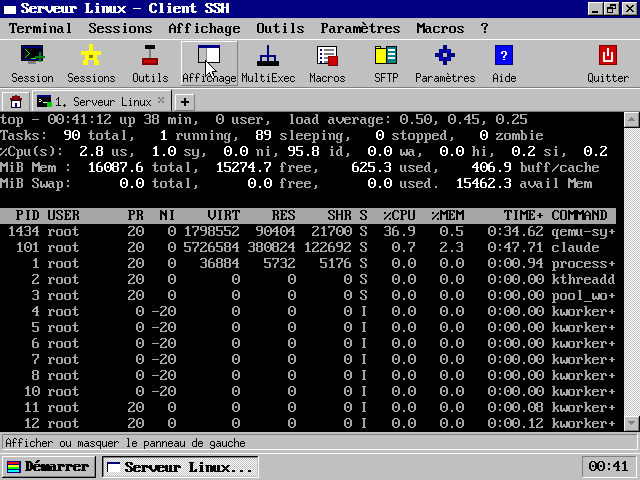 Serveur Linux - Client SSH
Terminal Sessions Affichage Outils Paramètres Macros ?
Session Sessions Outils Affichage MultiExec Macros SFTP Paramètres Aide Quitter
1. Serveur Linux × +
top - 00:41:12 up 38 min, 0 user, load average: 0.50, 0.45, 0.25
Tasks: 90 total, 1 running, 89 sleeping, 0 stopped, 0 zombie
%Cpu(s): 2.8 us, 1.0 sy, 0.0 ni, 95.8 id, 0.0 wa, 0.0 hi, 0.2 si, 0.2
MiB Mem : 16087.6 total, 15274.7 free, 625.3 used, 406.9 buff/cache
MiB Swap: 0.0 total, 0.0 free, 0.0 used. 15462.3 avail Mem
PID USER PR NI VIRT RES SHR S %CPU %MEM TIME+ COMMAND
1434 root 20 0 1798552 90404 21700 S 36.9 0.5 0:34.62 qemu-sy+
101 root 20 0 5726584 380824 122692 S 0.7 2.3 0:47.71 claude
1 root 20 0 36884 5732 5176 S 0.0 0.0 0:00.94 process+
2 root 20 0 0 0 0 S 0.0 0.0 0:00.00 kthreadd
3 root 20 0 0 0 0 S 0.0 0.0 0:00.00 pool_wo+
4 root 0 -20 0 0 0 I 0.0 0.0 0:00.00 kworker+
5 root 0 -20 0 0 0 I 0.0 0.0 0:00.00 kworker+
6 root 0 -20 0 0 0 I 0.0 0.0 0:00.00 kworker+
7 root 0 -20 0 0 0 I 0.0 0.0 0:00.00 kworker+
8 root 0 -20 0 0 0 I 0.0 0.0 0:00.00 kworker+
10 root 0 -20 0 0 0 I 0.0 0.0 0:00.00 kworker+
11 root 20 0 0 0 0 I 0.0 0.0 0:00.08 kworker+
12 root 20 0 0 0 0 I 0.0 0.0 0:00.12 kworker+
Afficher ou masquer le panneau de gauche
Démarrer Serveur Linux... 00:41